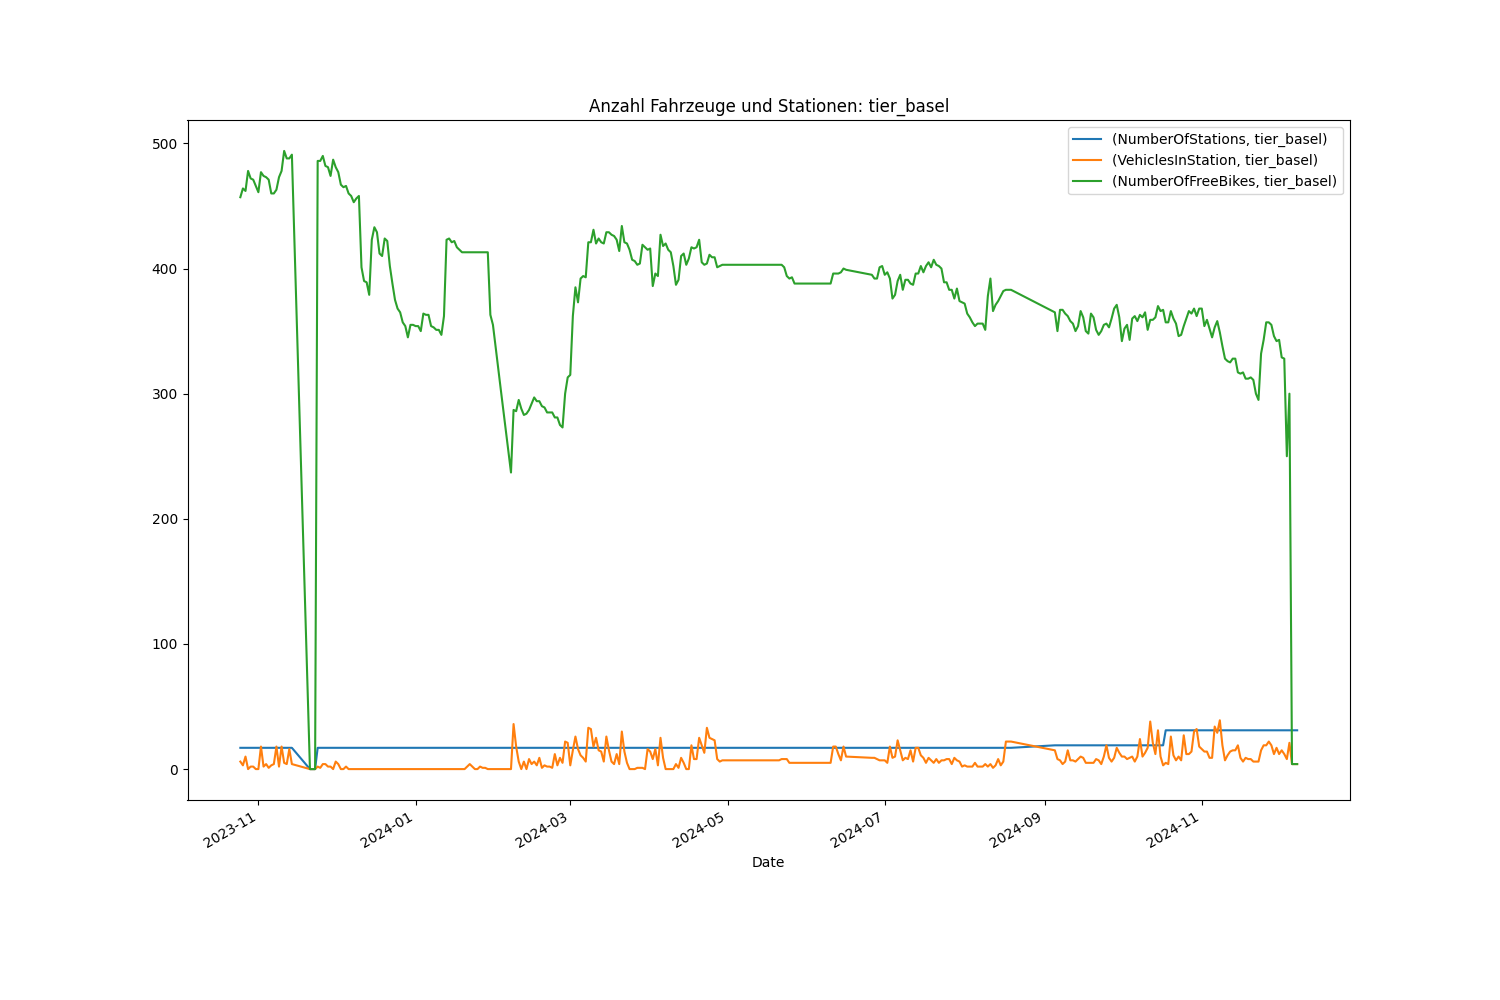 Anzahl Fahrzeuge und Stationen: tier_basel
(NumberOfStations, tier_basel)
(VehiclesInStation, tier_basel)
(NumberOfFreeBikes, tier_basel)
500
400
300
200
100
0
2023-11
2024-01
2024-03
2024-05
2024-07
2024-09
2024-11
Date